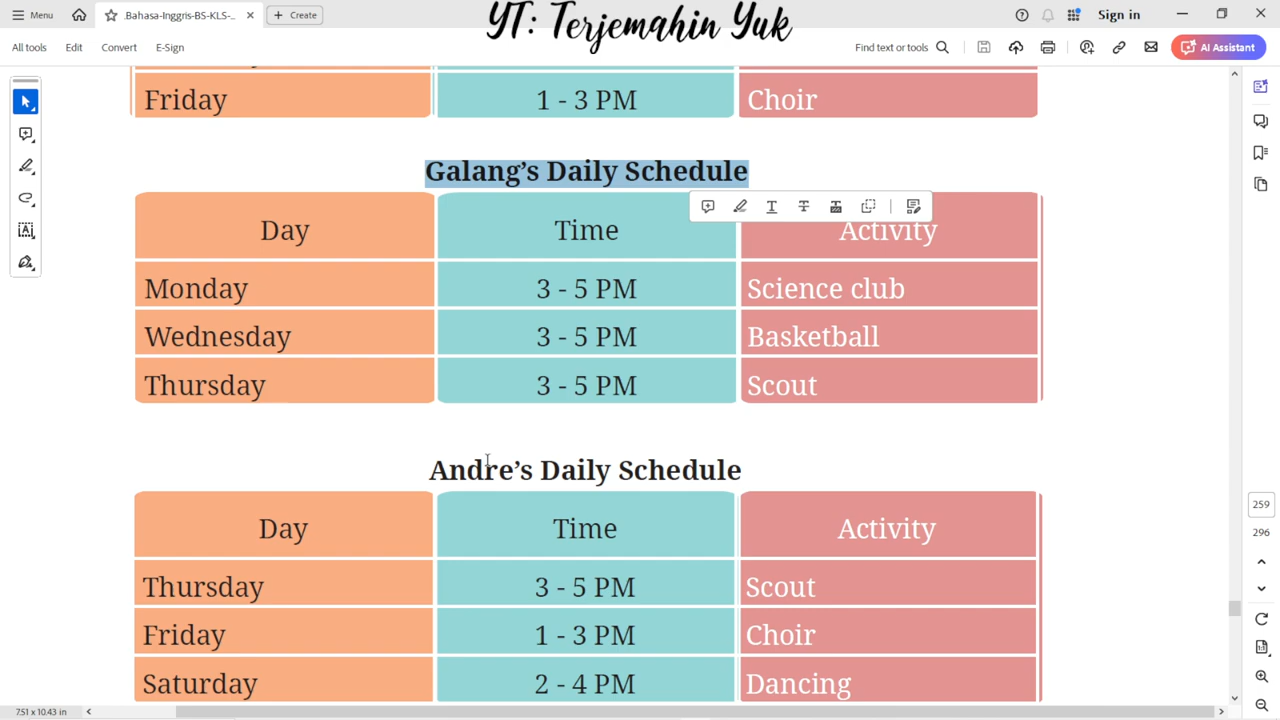 Menu
.Bahasa-Inggris-BS-KLS-...
Create
YT: Terjemahin Yuk
Sign in
All tools Edit Convert E-Sign
Find text or tools
AI Assistant
Friday 1 - 3 PM Choir
Galang’s Daily Schedule
Day Time Activity
Monday 3 - 5 PM Science club
Wednesday 3 - 5 PM Basketball
Thursday 3 - 5 PM Scout
Andre’s Daily Schedule
Day Time Activity
Thursday 3 - 5 PM Scout
Friday 1 - 3 PM Choir
Saturday 2 - 4 PM Dancing
259
296
7.51 x 10.43 in